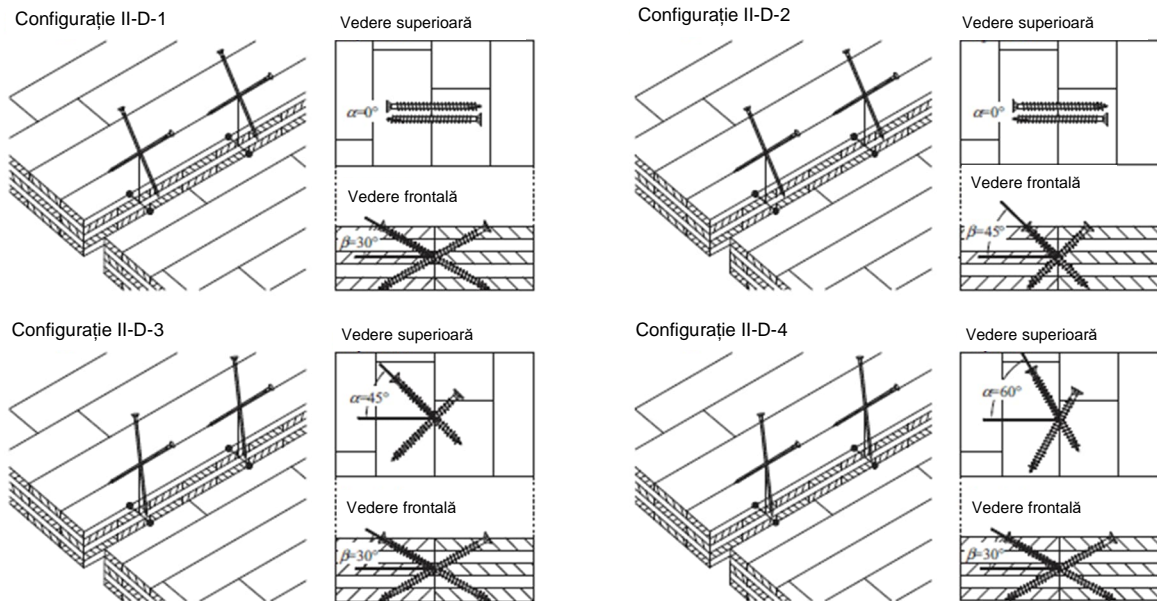 Configurație II-D-1
Vedere superioară
α=0°
Vedere frontală
β=30°
Configurație II-D-2
Vedere superioară
α=0°
Vedere frontală
β=45°
Configurație II-D-3
Vedere superioară
α=45°
Vedere frontală
β=30°
Configurație II-D-4
Vedere superioară
α=60°
Vedere frontală
β=30°